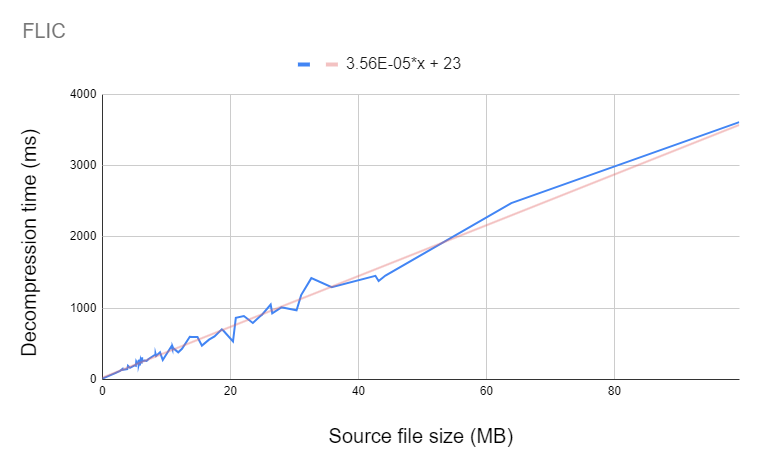 FLIC
3.56E-05*x + 23
Decompression time (ms)
4000
3000
2000
1000
0
0 20 40 60 80
Source file size (MB)